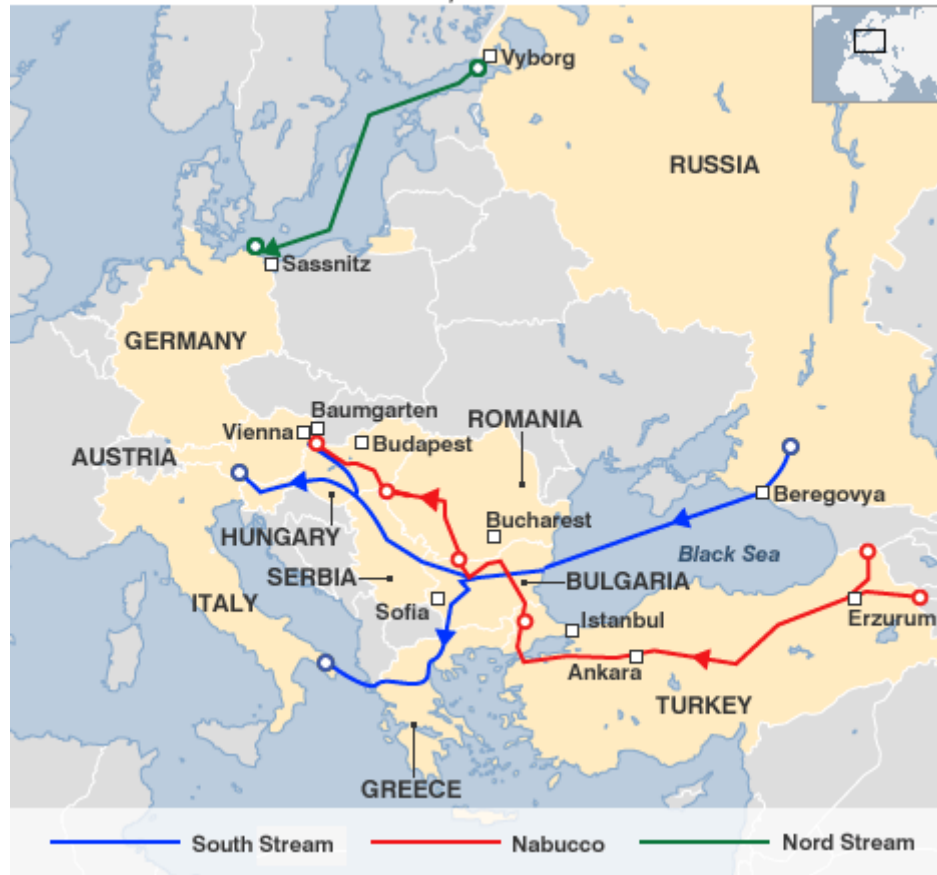 Vyborg
RUSSIA
Sassnitz
GERMANY
Baumgarten
Vienna
Budapest
ROMANIA
AUSTRIA
Beregovya
Bucharest
HUNGARY
Black Sea
SERBIA
BULGARIA
ITALY
Sofia
Istanbul
Erzurum
Ankara
TURKEY
GREECE
South Stream
Nabucco
Nord Stream